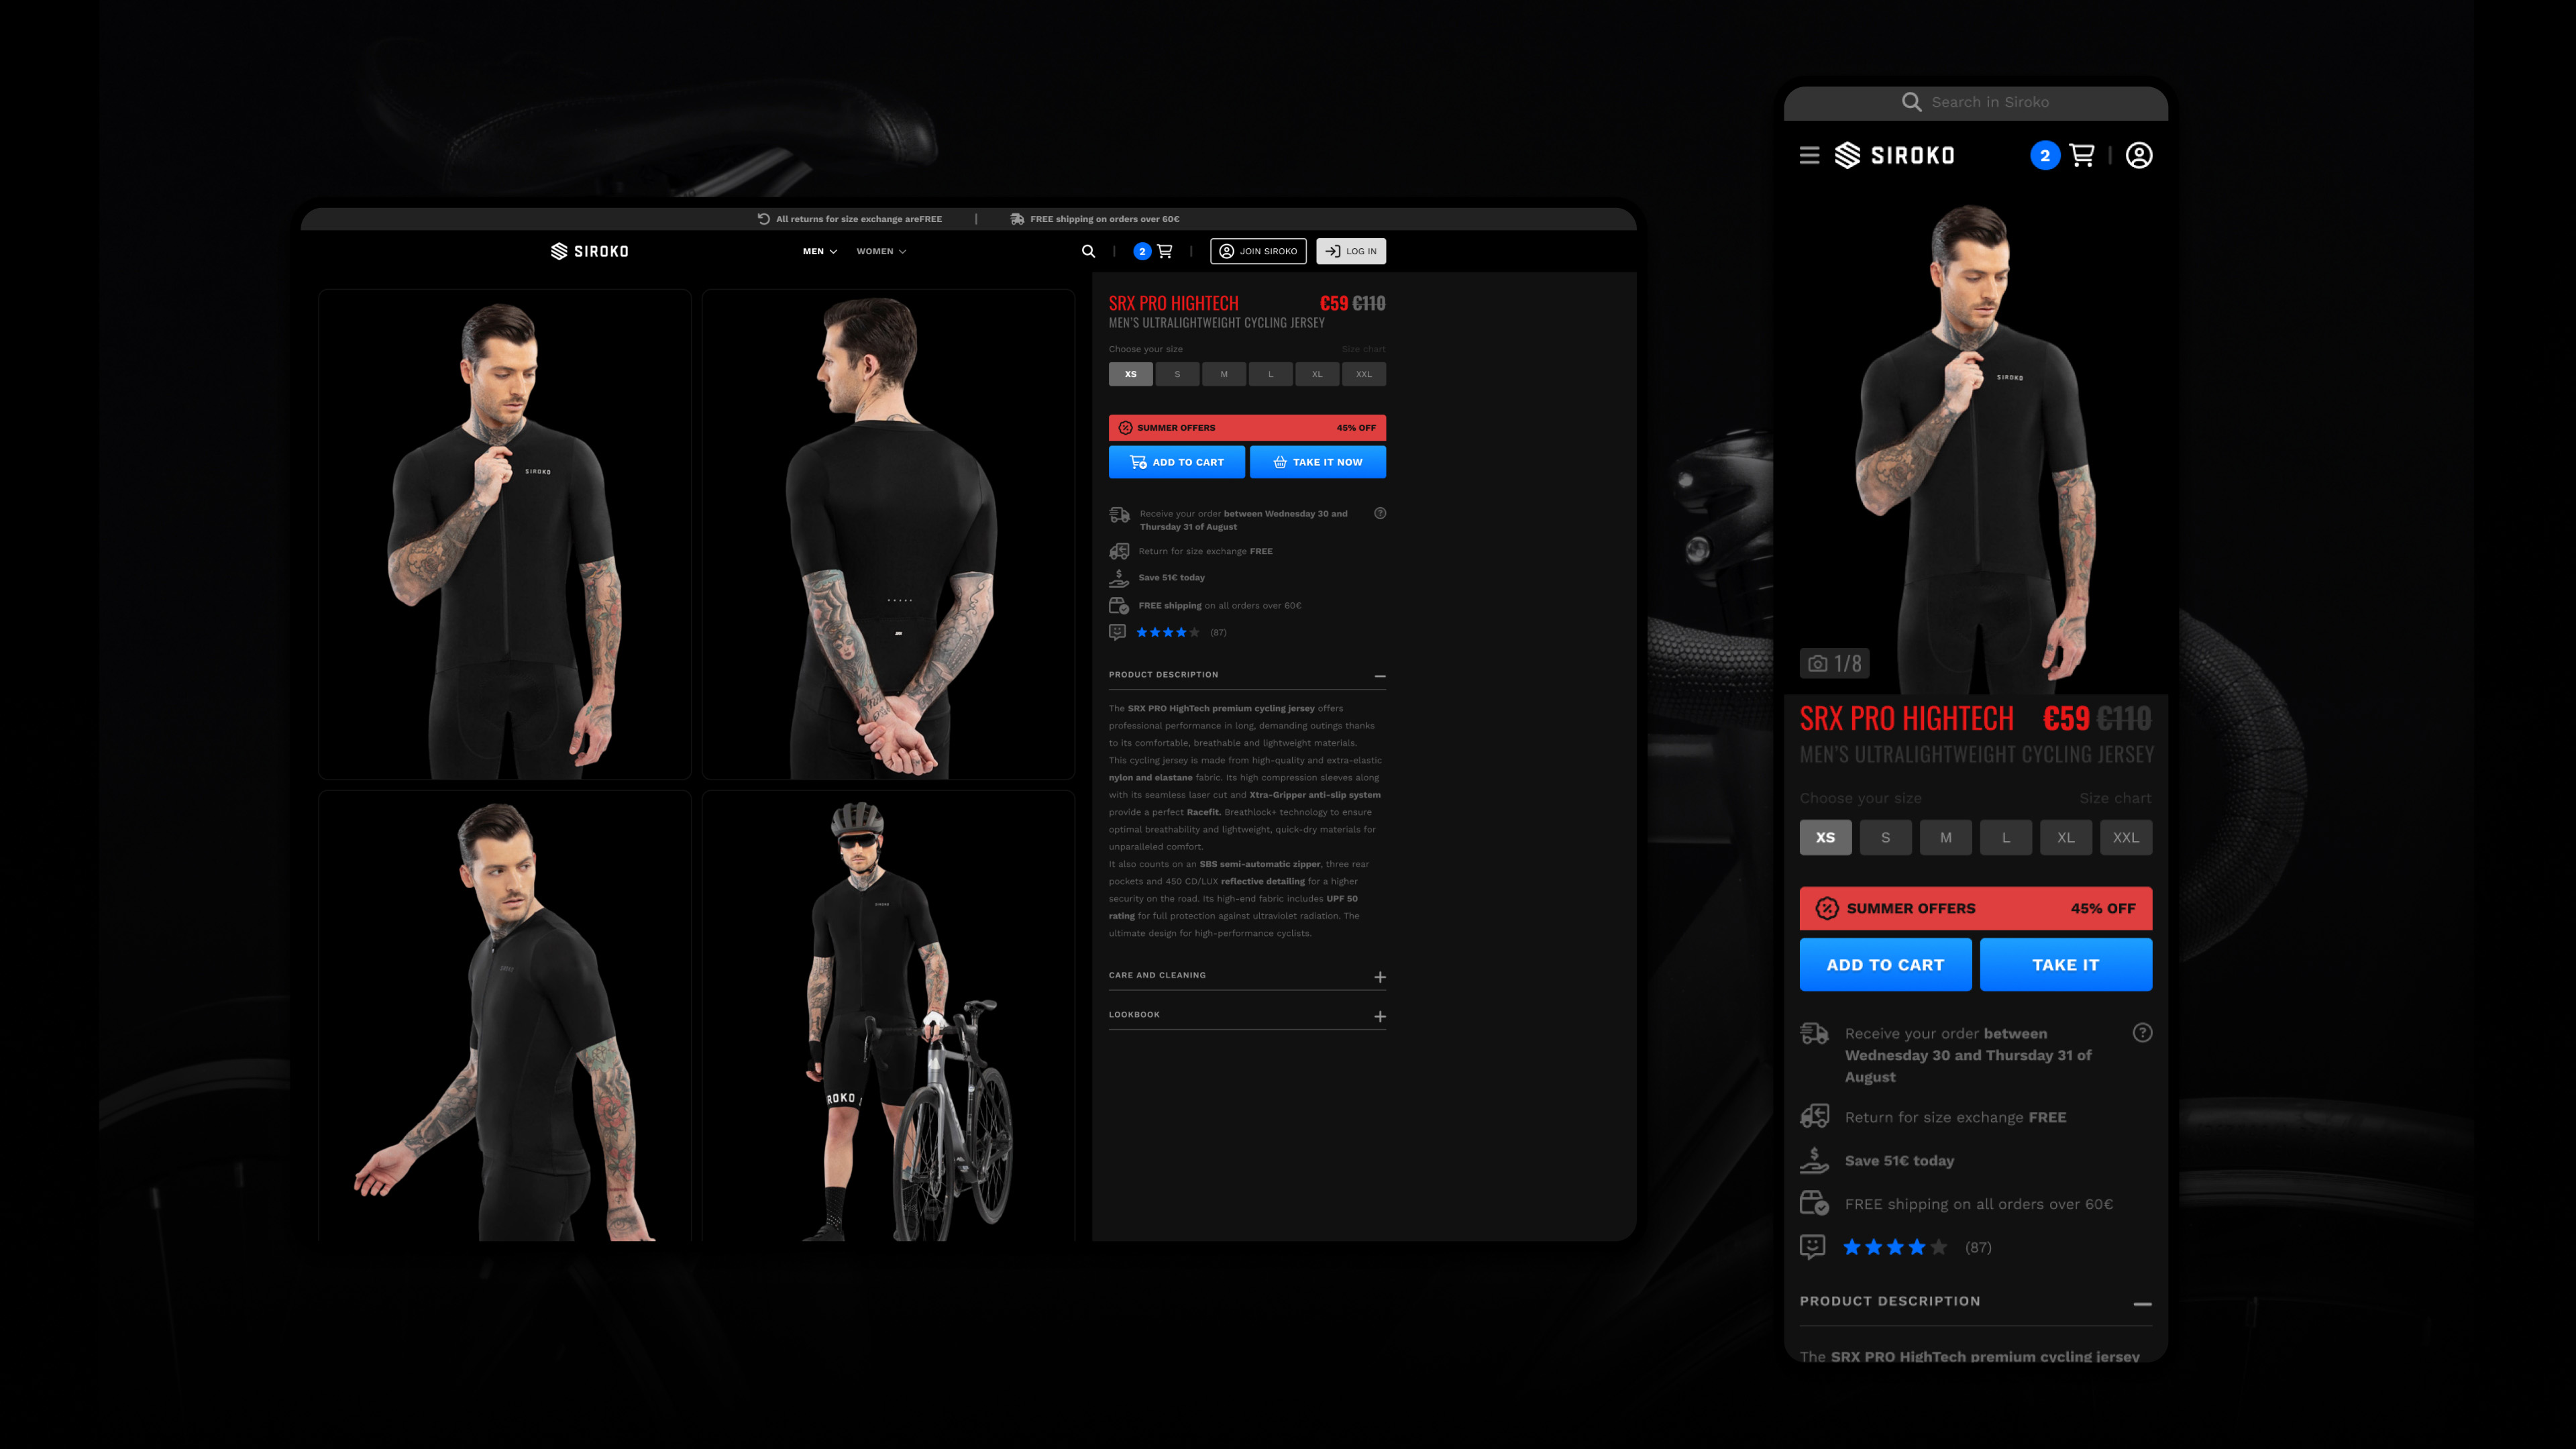 All returns for size exchange areFREE
FREE shipping on orders over 60€
SIROKO
MEN
WOMEN
2
JOIN SIROKO
LOG IN
SIROKO
ROKO
SIROKO
SRX PRO HIGHTECH
€59 €110
MEN'S ULTRALIGHTWEIGHT CYCLING JERSEY
Choose your size
Size chart
XS
S
M
L
XL
XXL
SUMMER OFFERS
45% OFF
ADD TO CART
TAKE IT NOW
Receive your order between Wednesday 30 and
Thursday 31 of August
Return for size exchange FREE
Save 51€ today
FREE shipping on all orders over 60€
(87)
PRODUCT DESCRIPTION
The SRX PRO HighTech premium cycling jersey offers
professional performance in long, demanding outings thanks
to its comfortable, breathable and lightweight materials.
This cycling jersey is made from high-quality and extra-elastic
nylon and elastane fabric. Its high compression sleeves along
with its seamless laser cut and Xtra-Gripper anti-slip system
provide a perfect Racefit. Breathlock+ technology to ensure
optimal breathability and lightweight, quick-dry materials for
unparalleled comfort.
It also counts on an SBS semi-automatic zipper, three rear
pockets and 450 CD/LUX reflective detailing for a higher
security on the road. Its high-end fabric includes UPF 50
rating for full protection against ultraviolet radiation. The
ultimate design for high-performance cyclists.
CARE AND CLEANING
LOOKBOOK
Search in Siroko
SIROKO
2
SIROKO
1/8
SRX PRO HIGHTECH
€59 €110
MEN'S ULTRALIGHTWEIGHT CYCLING JERSEY
Choose your size
Size chart
XS
S
M
L
XL
XXL
SUMMER OFFERS
45% OFF
ADD TO CART
TAKE IT
Receive your order between
Wednesday 30 and Thursday 31 of
August
Return for size exchange FREE
Save 51€ today
FREE shipping on all orders over 60€
(87)
PRODUCT DESCRIPTION
The SRX PRO HighTech premium cycling jersey